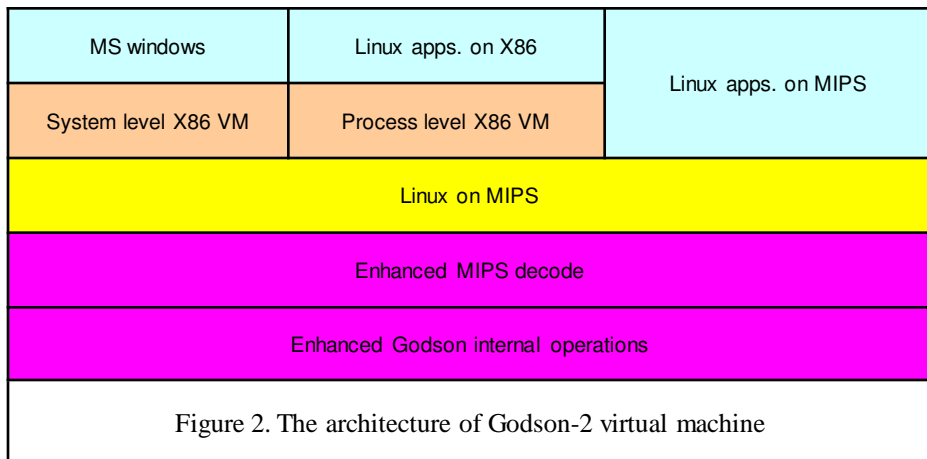 MS windows
Linux apps. on X86
Linux apps. on MIPS
System level X86 VM
Process level X86 VM
Linux on MIPS
Enhanced MIPS decode
Enhanced Godson internal operations
Figure 2. The architecture of Godson-2 virtual machine